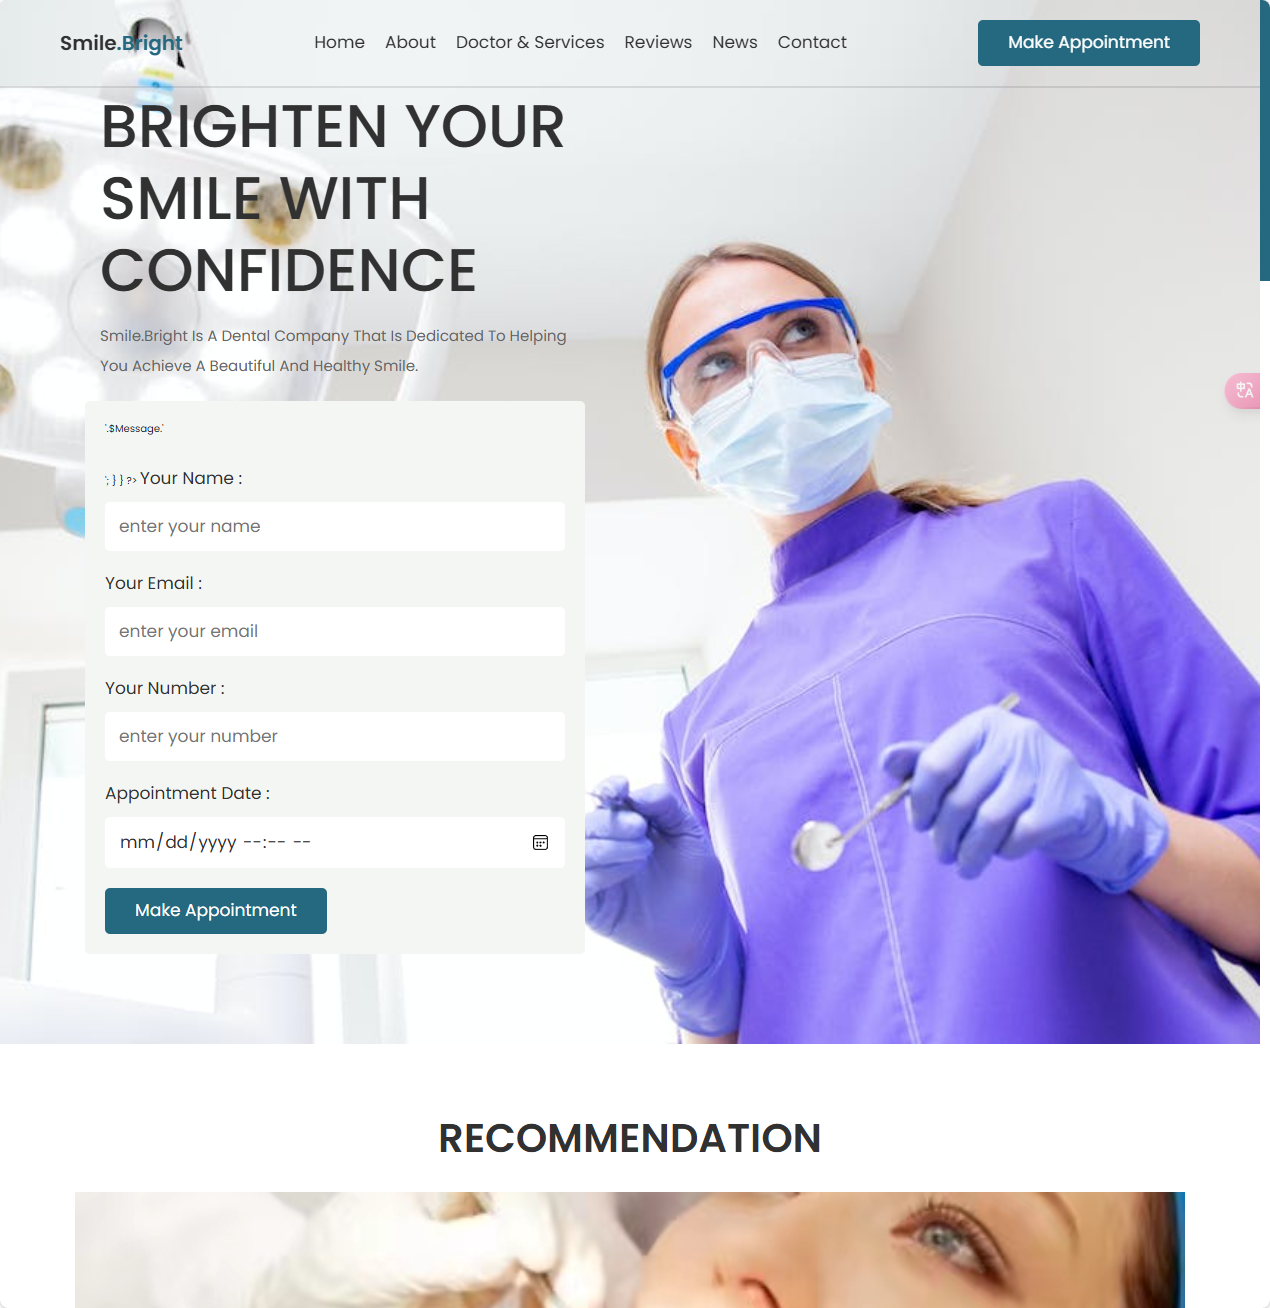 Smile.Bright
Home About Doctor & Services Reviews News Contact
Make Appointment
BRIGHTEN YOUR
SMILE WITH
CONFIDENCE
Smile.Bright Is A Dental Company That Is Dedicated To Helping
You Achieve A Beautiful And Healthy Smile.
'.$Message.'
'; } } ?> Your Name :
enter your name
Your Email :
enter your email
Your Number :
enter your number
Appointment Date :
mm/dd/yyyy --:-- --
Make Appointment
中
A
RECOMMENDATION